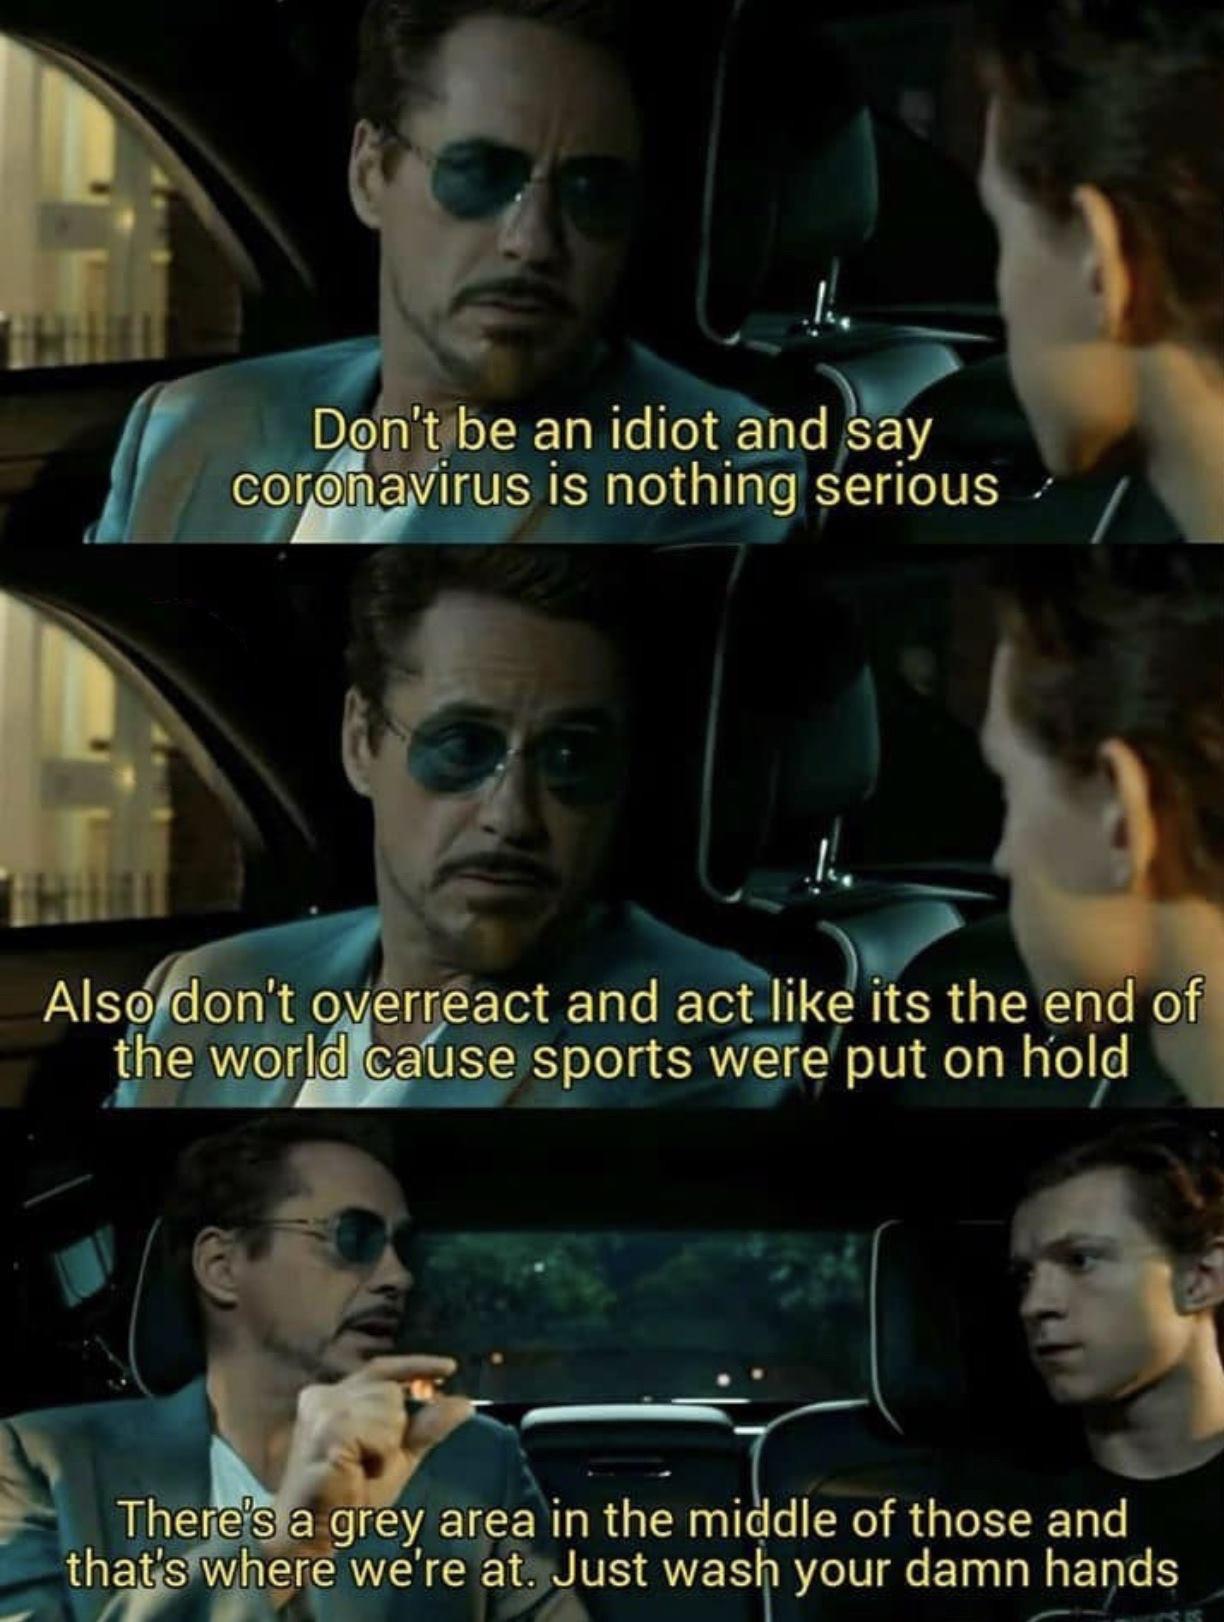 Don't be an idiot and say
coronavirus is nothing serious
Also don't overreact and act like its the end of
the world cause sports were put on hold
There's a grey area in the middle of those and
that's where we're at. Just wash your damn hands